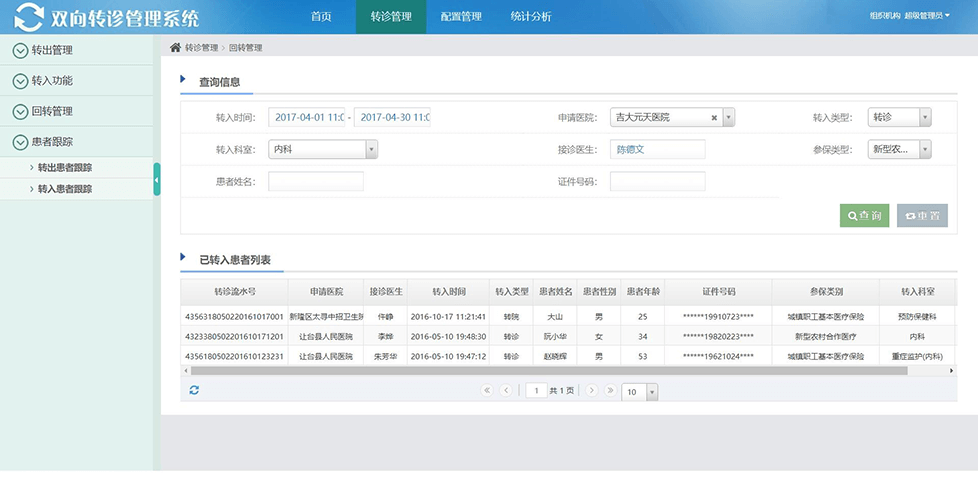 双向转诊管理系统
首页 转诊管理 配置管理 统计分析
组织机构 超级管理员
转出管理
转入功能
回转管理
患者跟踪
转出患者跟踪
转入患者跟踪
转诊管理 > 回转管理
查询信息
转入时间: 2017-04-01 11:0 - 2017-04-30 11:0 申请医院: 吉大元天医院 转入类型: 转诊
转入科室: 内科 接诊医生: 陈德文 参保类型: 新型农...
患者姓名: 证件号码:
查 询 重 置
已转入患者列表
转诊流水号 申请医院 接诊医生 转入时间 转入类型 患者姓名 患者性别 患者年龄 证件号码 参保类别 转入科室
4356318050220161017001 新隆区太寻中招卫生院 仵峥 2016-10-17 11:21:41 转院 大山 男 25 ******19910723**** 城镇职工基本医疗保险 预防保健科
4323380502201610171201 让台县人民医院 李烨 2016-05-10 19:48:30 转诊 阮小华 女 34 ******19820223**** 新型农村合作医疗 内科
4356180502201610123231 让台县人民医院 朱芳华 2016-05-10 19:47:12 转诊 赵晓辉 男 53 ******19621024**** 城镇职工基本医疗保险 重症监护(内科)
1 共 1 页 10